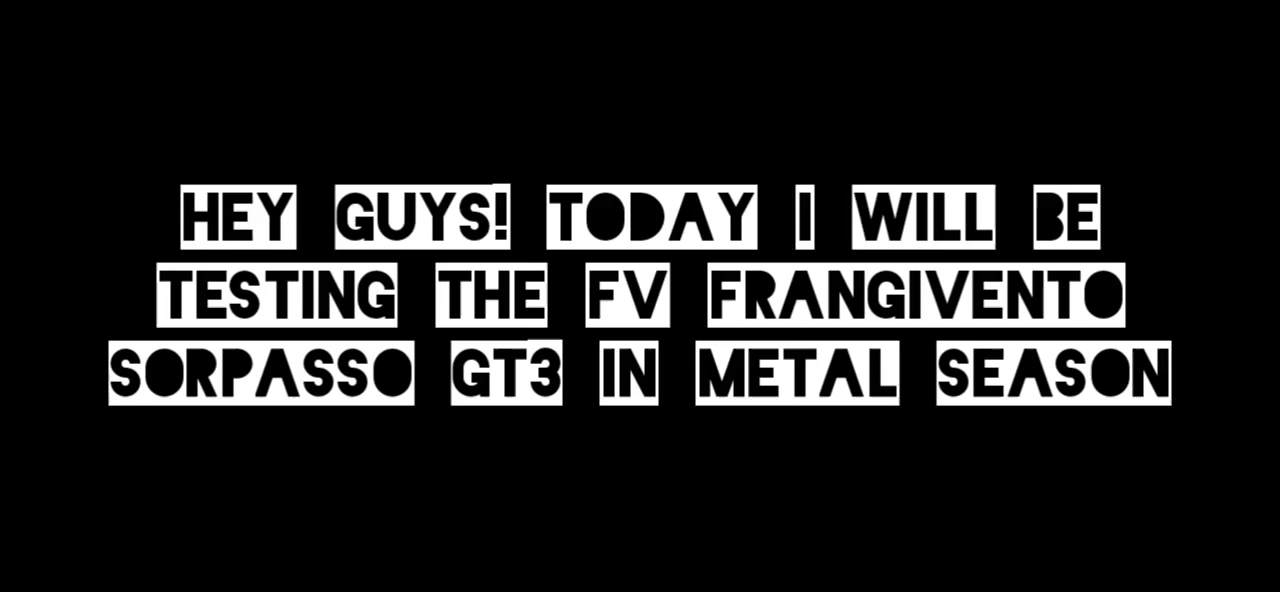 HEY GUYS! TODAY I WILL BE
TESTING THE FV FRANGIVENTO
SORPASSO GT3 IN METAL SEASON